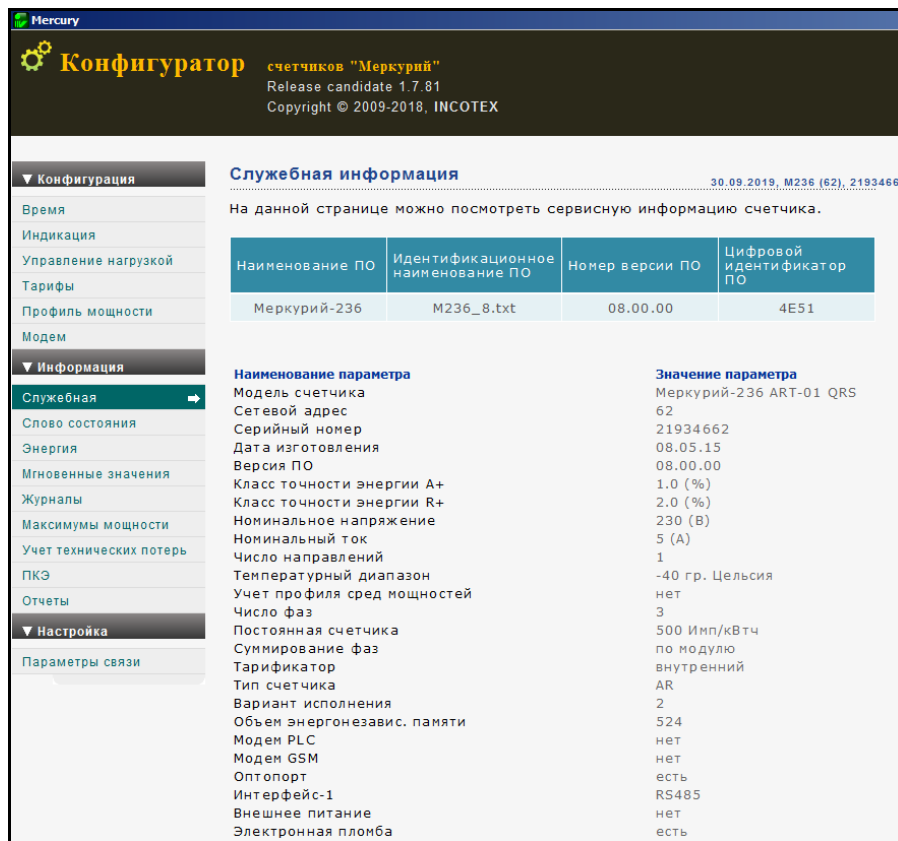 Mercury
Конфигуратор
счетчиков "Меркурий"
Release candidate 1.7.81
Copyright © 2009-2018, INCOTEX
▼ Конфигурация
Время
Индикация
Управление нагрузкой
Тарифы
Профиль мощности
Модем
▼ Информация
Служебная
Слово состояния
Энергия
Мгновенные значения
Журналы
Максимумы мощности
Учет технических потерь
ПКЭ
Отчеты
▼ Настройка
Параметры связи
Служебная информация
30.09.2019, М236 (62), 2193466
На данной странице можно посмотреть сервисную информацию счетчика.
Наименование ПО Идентификационное наименование ПО Номер версии ПО Цифровой идентификатор ПО
Меркурий-236 M236_8.txt 08.00.00 4E51
Наименование параметра Значение параметра
Модель счетчика Меркурий-236 ART-01 QRS
Сетевой адрес 62
Серийный номер 21934662
Дата изготовления 08.05.15
Версия ПО 08.00.00
Класс точности энергии А+ 1.0 (%)
Класс точности энергии R+ 2.0 (%)
Номинальное напряжение 230 (В)
Номинальный ток 5 (А)
Число направлений 1
Температурный диапазон -40 гр. Цельсия
Учет профиля сред мощностей нет
Число фаз 3
Постоянная счетчика 500 Имп/кВтч
Суммирование фаз по модулю
Тарификатор внутренний
Тип счетчика AR
Вариант исполнения 2
Объем энергонезавис. памяти 524
Модем PLC нет
Модем GSM нет
Оптопорт есть
Интерфейс-1 RS485
Внешнее питание нет
Электронная пломба есть